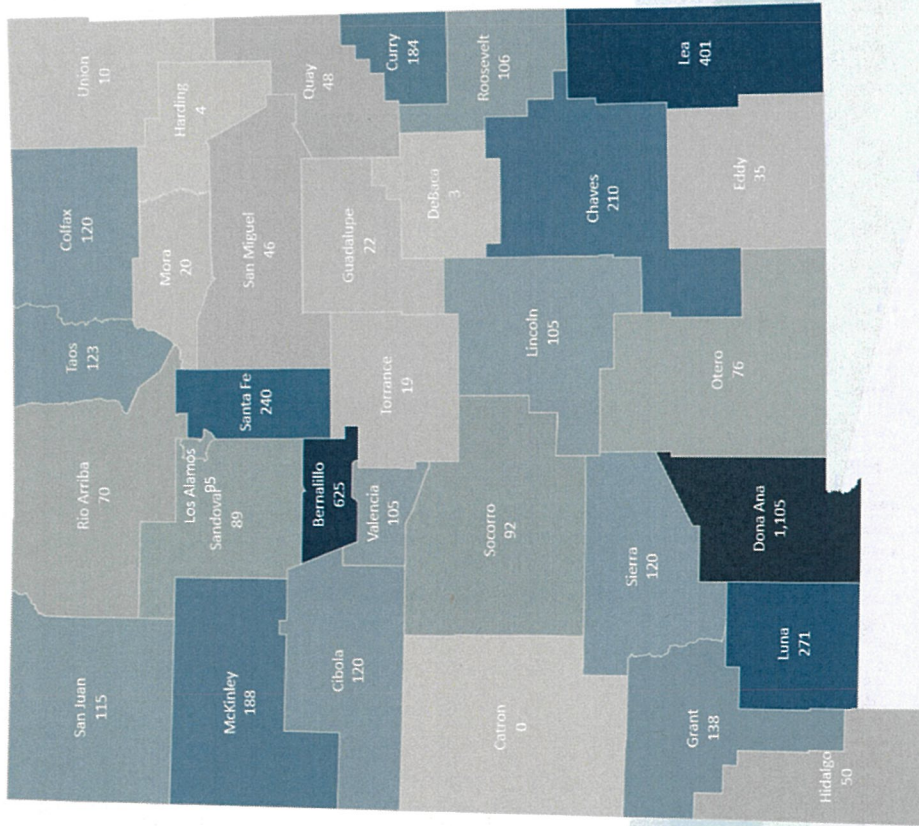 San Juan
115
Rio Arriba
70
Taos
123
Colfax
120
Union
10
Los Alamos
95
Sandoval
89
Mora
20
Harding
4
McKinley
188
Santa Fe
240
San Miguel
46
Bernalillo
625
Quay
48
Cibola
120
Valencia
105
Torrance
19
Guadalupe
22
Curry
184
DeBaca
3
Catron
0
Socorro
92
Lincoln
105
Roosevelt
106
Sierra
120
Chaves
210
Grant
138
Otero
76
Lea
401
Luna
271
Dona Ana
1,105
Eddy
35
Hidalgo
50